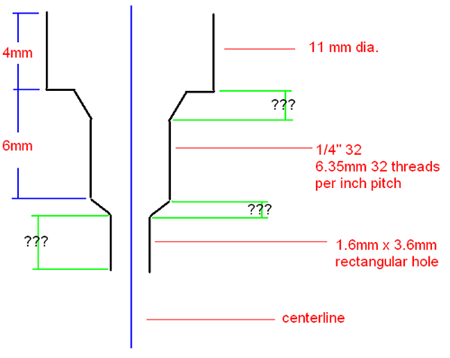 4mm
11 mm dia.
???
6mm
1/4" 32
6.35mm 32 threads
per inch pitch
???
???
1.6mm x 3.6mm
rectangular hole
centerline